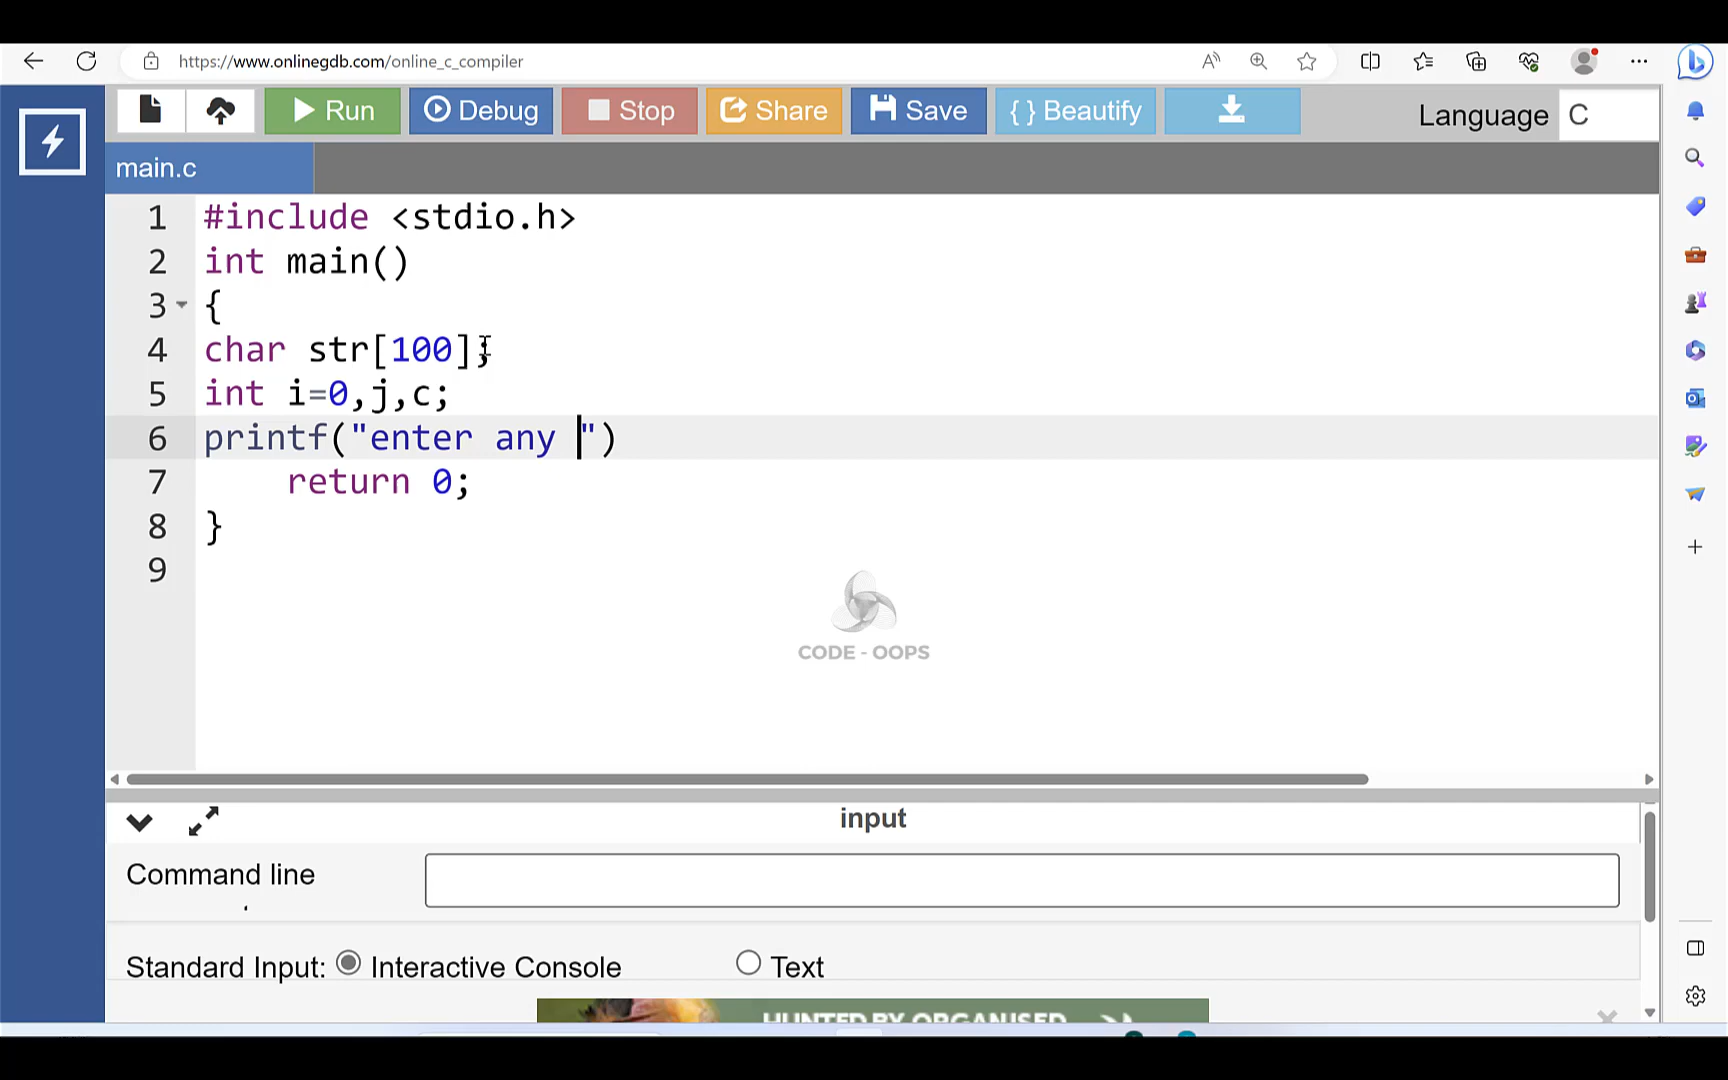 https://www.onlinegdb.com/online_c_compiler
Run Debug Stop Share Save { } Beautify Language C
main.c
1 #include <stdio.h>
2 int main()
3 {
4 char str[100];
5 int i=0,j,c;
6 printf("enter any ")
7 return 0;
8 }
9
CODE - OOPS
input
Command line
Standard Input: Interactive Console Text
HUNTED BY ORGANISED